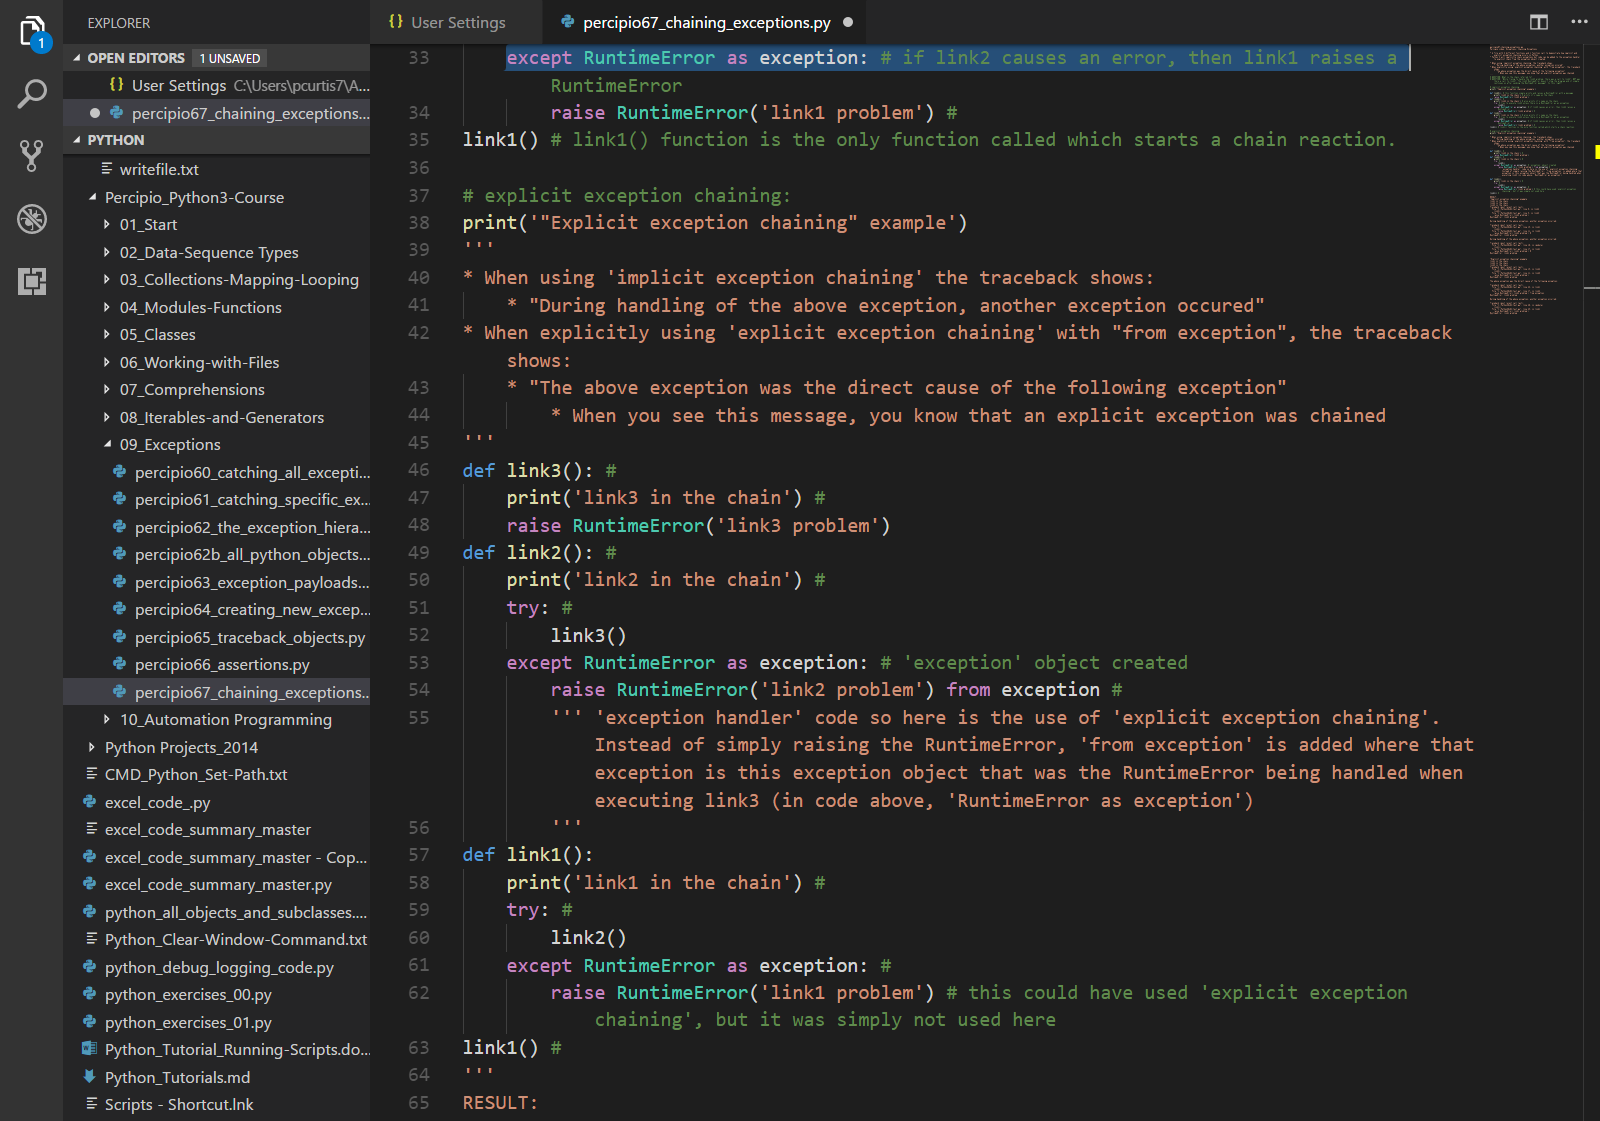 1
EXPLORER
OPEN EDITORS 1 UNSAVED
{} User Settings C:\Users\pcurtis7\A...
percipio67_chaining_exceptions...
PYTHON
writefile.txt
Percipio_Python3-Course
01_Start
02_Data-Sequence Types
03_Collections-Mapping-Looping
04_Modules-Functions
05_Classes
06_Working-with-Files
07_Comprehensions
08_Iterables-and-Generators
09_Exceptions
percipio60_catching_all_excepti...
percipio61_catching_specific_ex...
percipio62_the_exception_hiera...
percipio62b_all_python_objects...
percipio63_exception_payloads...
percipio64_creating_new_excep...
percipio65_traceback_objects.py
percipio66_assertions.py
percipio67_chaining_exceptions...
10_Automation Programming
Python Projects_2014
CMD_Python_Set-Path.txt
excel_code_.py
excel_code_summary_master
excel_code_summary_master - Cop...
excel_code_summary_master.py
python_all_objects_and_subclasses....
Python_Clear-Window-Command.txt
python_debug_logging_code.py
python_exercises_00.py
python_exercises_01.py
Python_Tutorial_Running-Scripts.do...
Python_Tutorials.md
Scripts - Shortcut.lnk
{} User Settings
percipio67_chaining_exceptions.py
33 except RuntimeError as exception: # if link2 causes an error, then link1 raises a
RuntimeError
34 raise RuntimeError('link1 problem') #
35 link1() # link1() function is the only function called which starts a chain reaction.
36
37 # explicit exception chaining:
38 print('"Explicit exception chaining" example')
39 '''
40 * When using 'implicit exception chaining' the traceback shows:
41 * "During handling of the above exception, another exception occured"
42 * When explicitly using 'explicit exception chaining' with "from exception", the traceback
shows:
43 * "The above exception was the direct cause of the following exception"
44 * When you see this message, you know that an explicit exception was chained
45 '''
46 def link3(): #
47 print('link3 in the chain') #
48 raise RuntimeError('link3 problem')
49 def link2(): #
50 print('link2 in the chain') #
51 try: #
52 link3()
53 except RuntimeError as exception: # 'exception' object created
54 raise RuntimeError('link2 problem') from exception #
55 ''' 'exception handler' code so here is the use of 'explicit exception chaining'.
Instead of simply raising the RuntimeError, 'from exception' is added where that
exception is this exception object that was the RuntimeError being handled when
executing link3 (in code above, 'RuntimeError as exception')
56 '''
57 def link1():
58 print('link1 in the chain') #
59 try: #
60 link2()
61 except RuntimeError as exception: #
62 raise RuntimeError('link1 problem') # this could have used 'explicit exception
chaining', but it was simply not used here
63 link1() #
64 '''
65 RESULT: